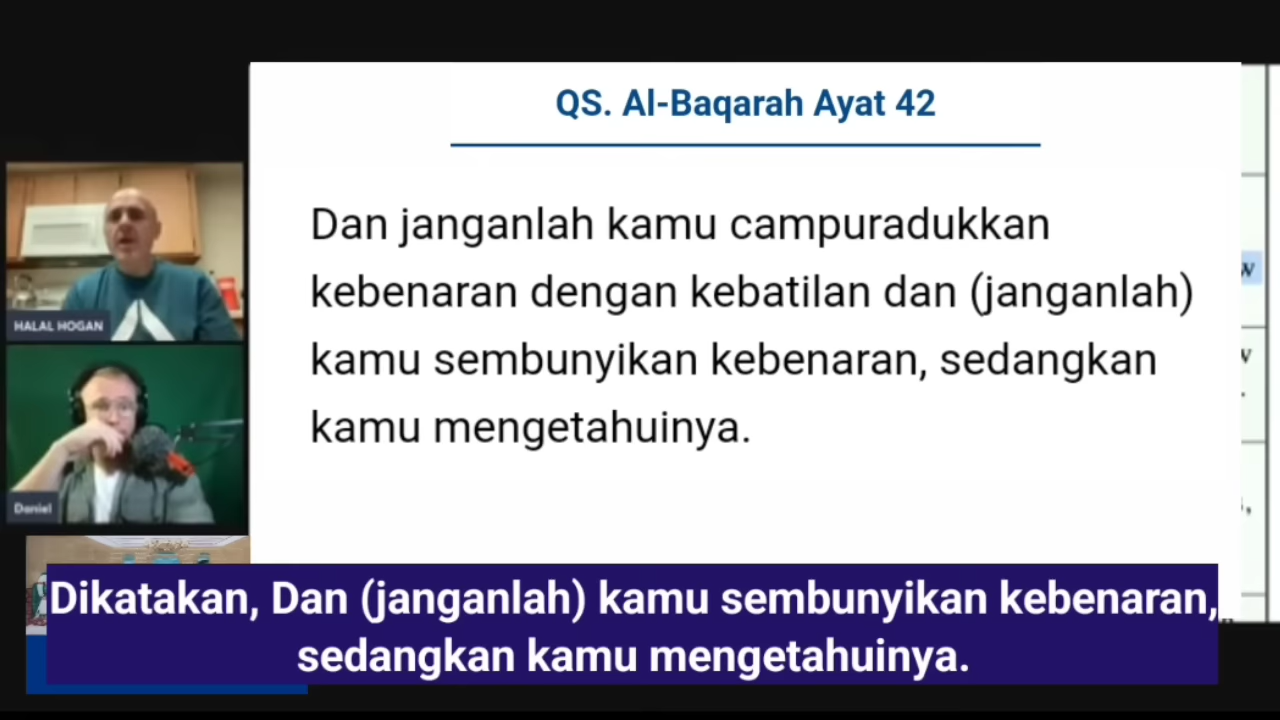 QS. Al-Baqarah Ayat 42
Dan janganlah kamu campuradukkan
kebenaran dengan kebatilan dan (janganlah)
kamu sembunyikan kebenaran, sedangkan
kamu mengetahuinya.
HALAL HOGAN
Daniel
Dikatakan, Dan (janganlah) kamu sembunyikan kebenaran,
sedangkan kamu mengetahuinya.